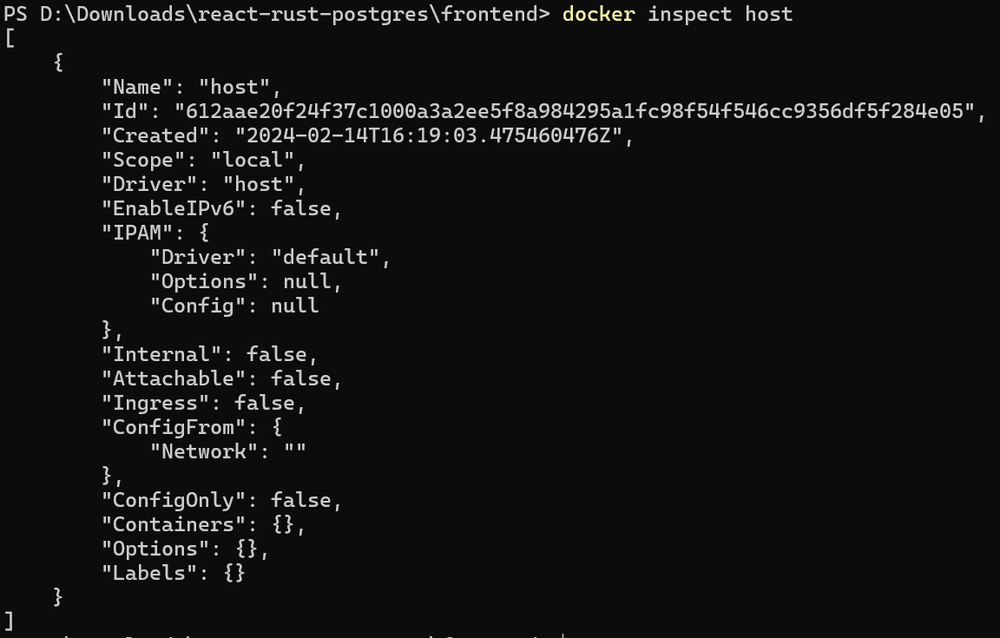 PS D:\Downloads\react-rust-postgres\frontend> docker inspect host
[
    {
        "Name": "host",
        "Id": "612aae20f24f37c1000a3a2ee5f8a984295a1fc98f54f546cc9356df5f284e05",
        "Created": "2024-02-14T16:19:03.475460476Z",
        "Scope": "local",
        "Driver": "host",
        "EnableIPv6": false,
        "IPAM": {
            "Driver": "default",
            "Options": null,
            "Config": null
        },
        "Internal": false,
        "Attachable": false,
        "Ingress": false,
        "ConfigFrom": {
            "Network": ""
        },
        "ConfigOnly": false,
        "Containers": {},
        "Options": {},
        "Labels": {}
    }
]